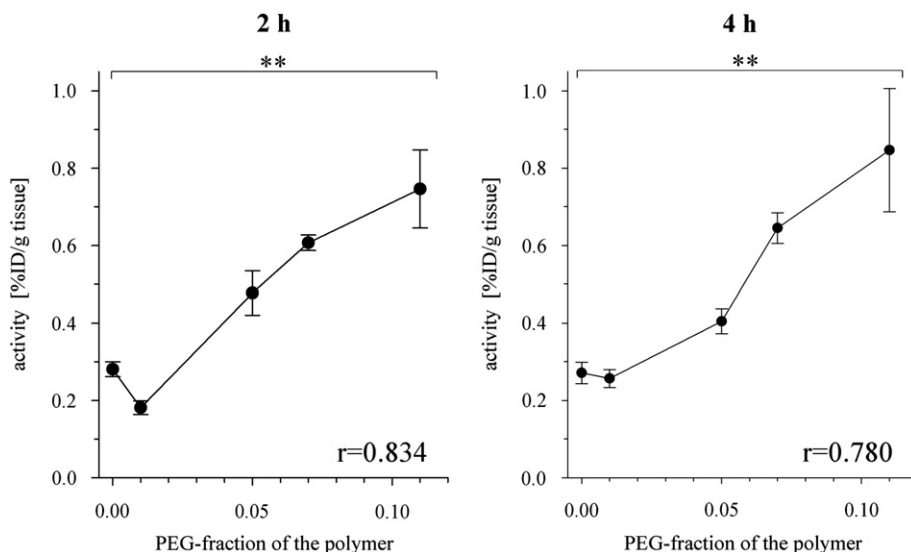 2 h
**
activity [%ID/g tissue]
1.0
0.8
0.6
0.4
0.2
0.0
r=0.834
0.00
0.05
0.10
PEG-fraction of the polymer
4 h
**
activity [%ID/g tissue]
1.0
0.8
0.6
0.4
0.2
0.0
r=0.780
0.00
0.05
0.10
PEG-fraction of the polymer